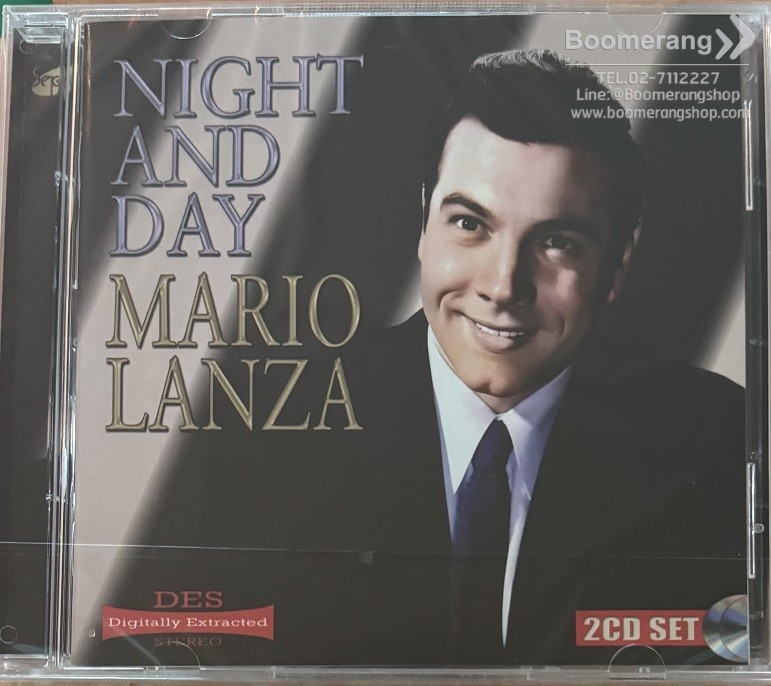 Boomerang
TEL.02-7112227
Line:@Boomerangshop
www.boomerangshop.com
NIGHT
AND
DAY
MARIO
LANZA
DES
Digitally Extracted
STEREO
2CD SET